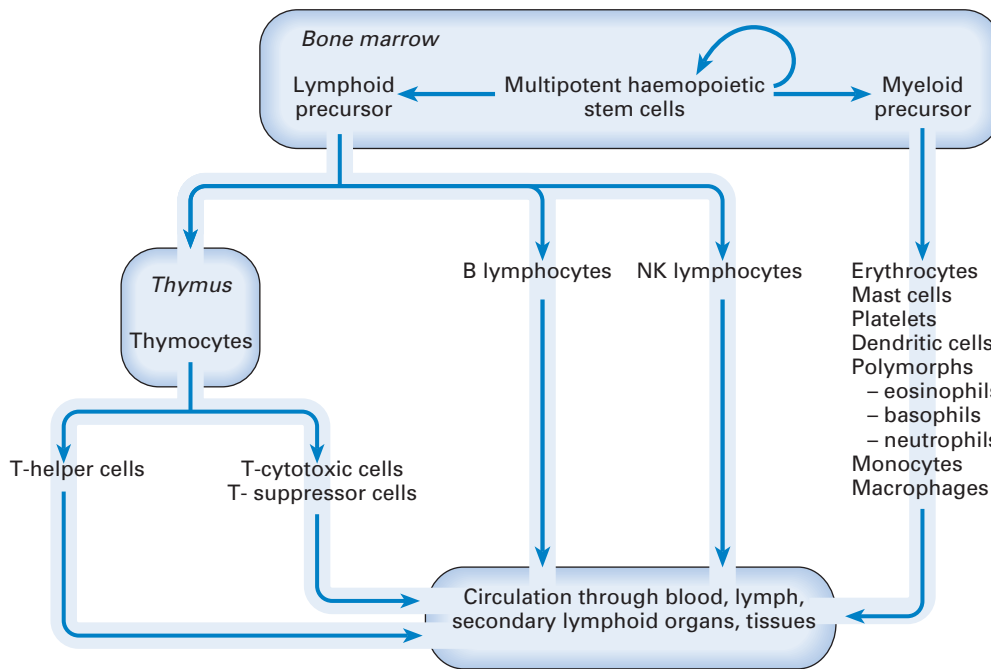 Bone marrow
Lymphoid
precursor
Multipotent haemopoietic
stem cells
Myeloid
precursor
Thymus
Thymocytes
B lymphocytes
NK lymphocytes
Erythrocytes
Mast cells
Platelets
Dendritic cells
Polymorphs
– eosinophils
– basophils
– neutrophils
Monocytes
Macrophages
T-helper cells
T-cytotoxic cells
T- suppressor cells
Circulation through blood, lymph,
secondary lymphoid organs, tissues